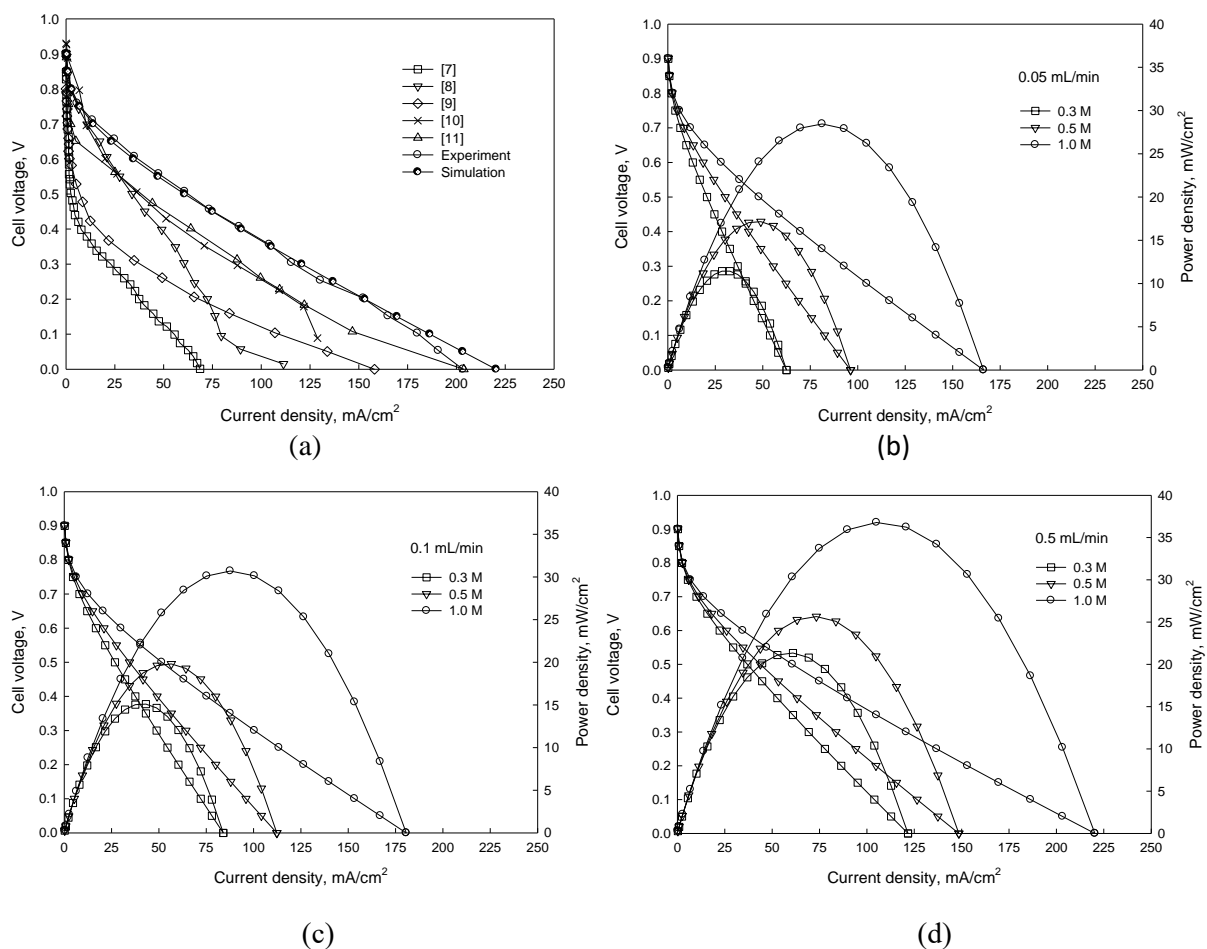 1.0
0.9
0.8
0.7
0.6
0.5
0.4
0.3
0.2
0.1
0.0
Cell voltage, V
[7]
[8]
[9]
[10]
[11]
Experiment
Simulation
0 25 50 75 100 125 150 175 200 225 250
Current density, mA/cm²
(a)
1.0
0.9
0.8
0.7
0.6
0.5
0.4
0.3
0.2
0.1
0.0
Cell voltage, V
0.05 mL/min
0.3 M
0.5 M
1.0 M
40
35
30
25
20
15
10
5
0
Power density, mW/cm²
0 25 50 75 100 125 150 175 200 225 250
Current density, mA/cm²
(b)
1.0
0.9
0.8
0.7
0.6
0.5
0.4
0.3
0.2
0.1
0.0
Cell voltage, V
0.1 mL/min
0.3 M
0.5 M
1.0 M
40
35
30
25
20
15
10
5
0
Power density, mW/cm²
0 25 50 75 100 125 150 175 200 225 250
Current density, mA/cm²
(c)
1.0
0.9
0.8
0.7
0.6
0.5
0.4
0.3
0.2
0.1
0.0
Cell voltage, V
0.5 mL/min
0.3 M
0.5 M
1.0 M
40
35
30
25
20
15
10
5
0
Power density, mW/cm²
0 25 50 75 100 125 150 175 200 225 250
Current density, mA/cm²
(d)